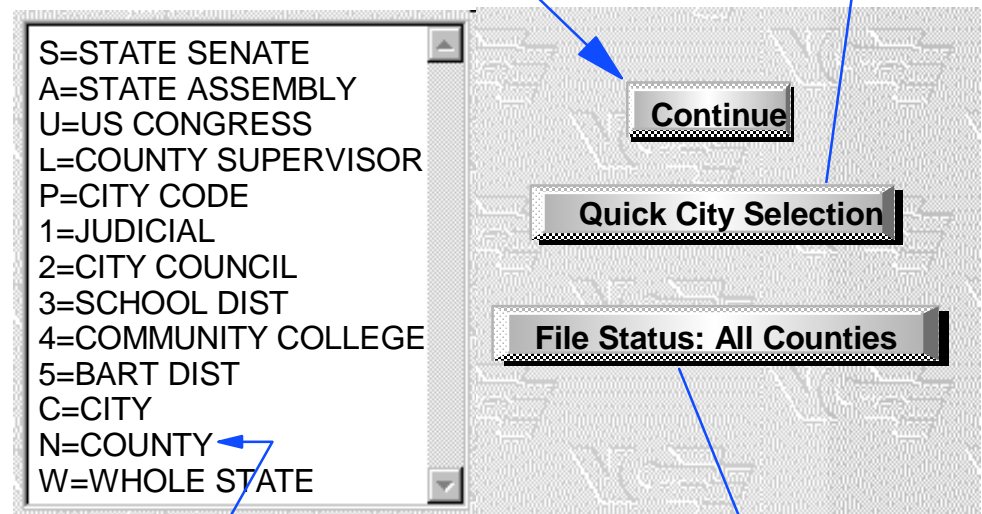 S=STATE SENATE
A=STATE ASSEMBLY
U=US CONGRESS
L=COUNTY SUPERVISOR
P=CITY CODE
1=JUDICIAL
2=CITY COUNCIL
3=SCHOOL DIST
4=COMMUNITY COLLEGE
5=BART DIST
C=CITY
N=COUNTY
W=WHOLE STATE
Continue
Quick City Selection
File Status: All Counties